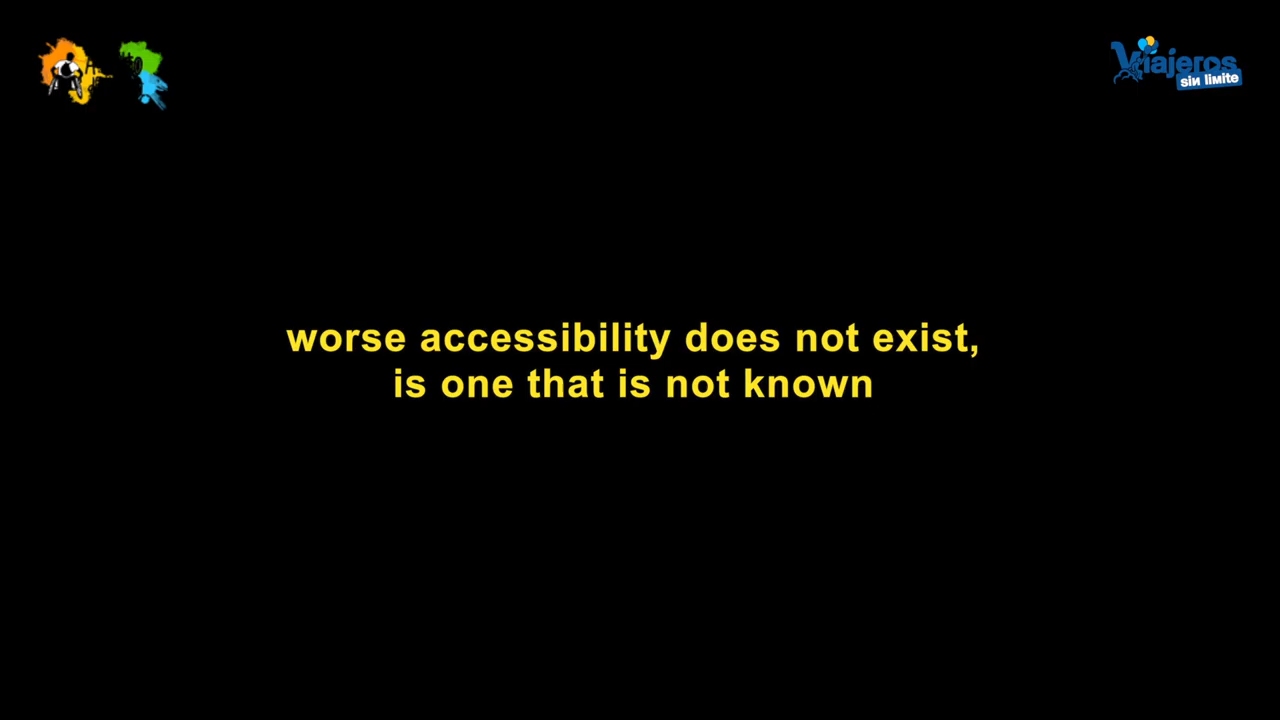 Viajeros
sin limite
worse accessibility does not exist,
is one that is not known